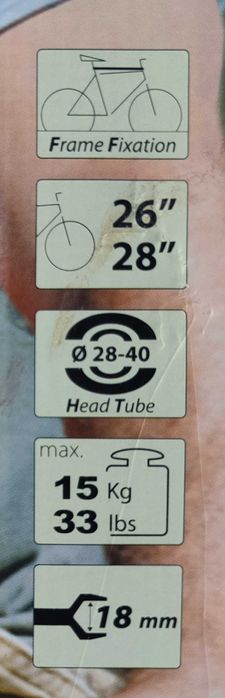 Frame Fixation
26”
28”
Ø 28-40
Head Tube
max.
15 Kg
33 lbs
18 mm